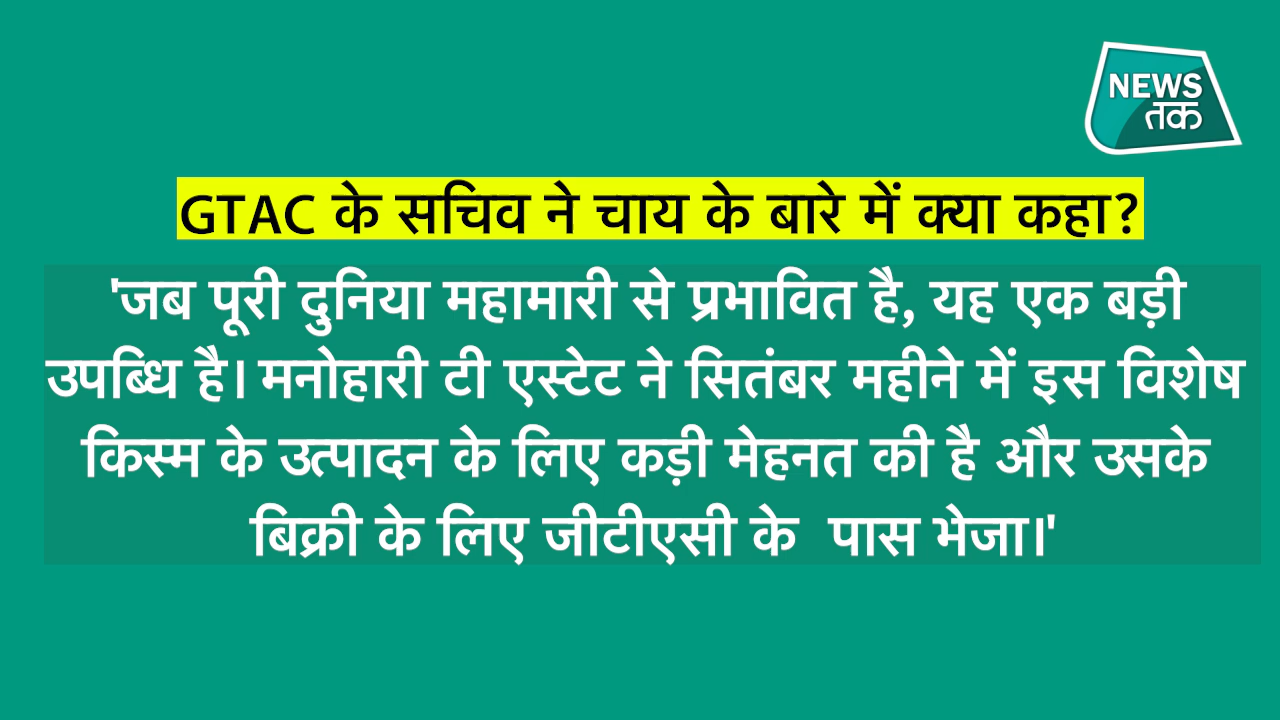 NEWS
तक
GTAC के सचिव ने चाय के बारे में क्या कहा?
'जब पूरी दुनिया महामारी से प्रभावित है, यह एक बड़ी
उपब्धि है। मनोहारी टी एस्टेट ने सितंबर महीने में इस विशेष
किस्म के उत्पादन के लिए कड़ी मेहनत की है और उसके
बिक्री के लिए जीटीएसी के पास भेजा।'